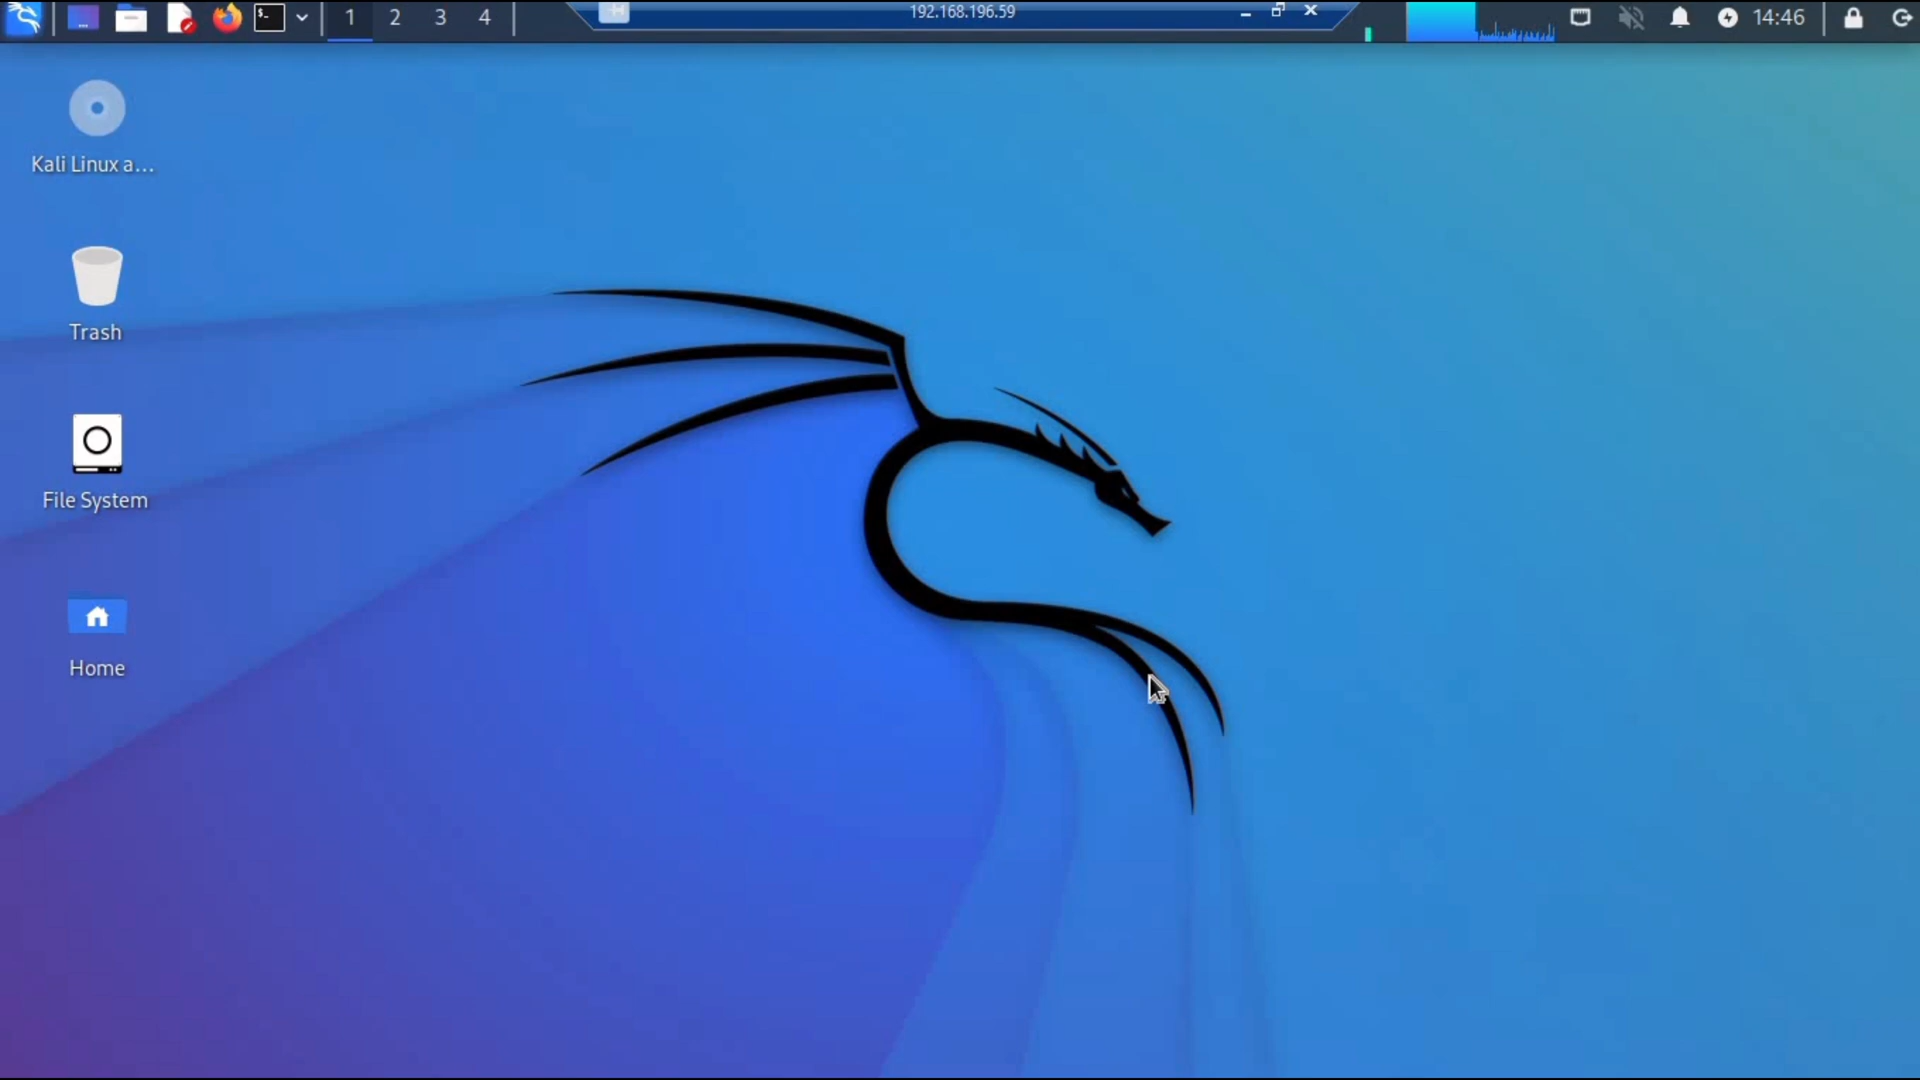 $_
1 2 3 4
192.168.196.59
14:46
Kali Linux a...
Trash
File System
Home